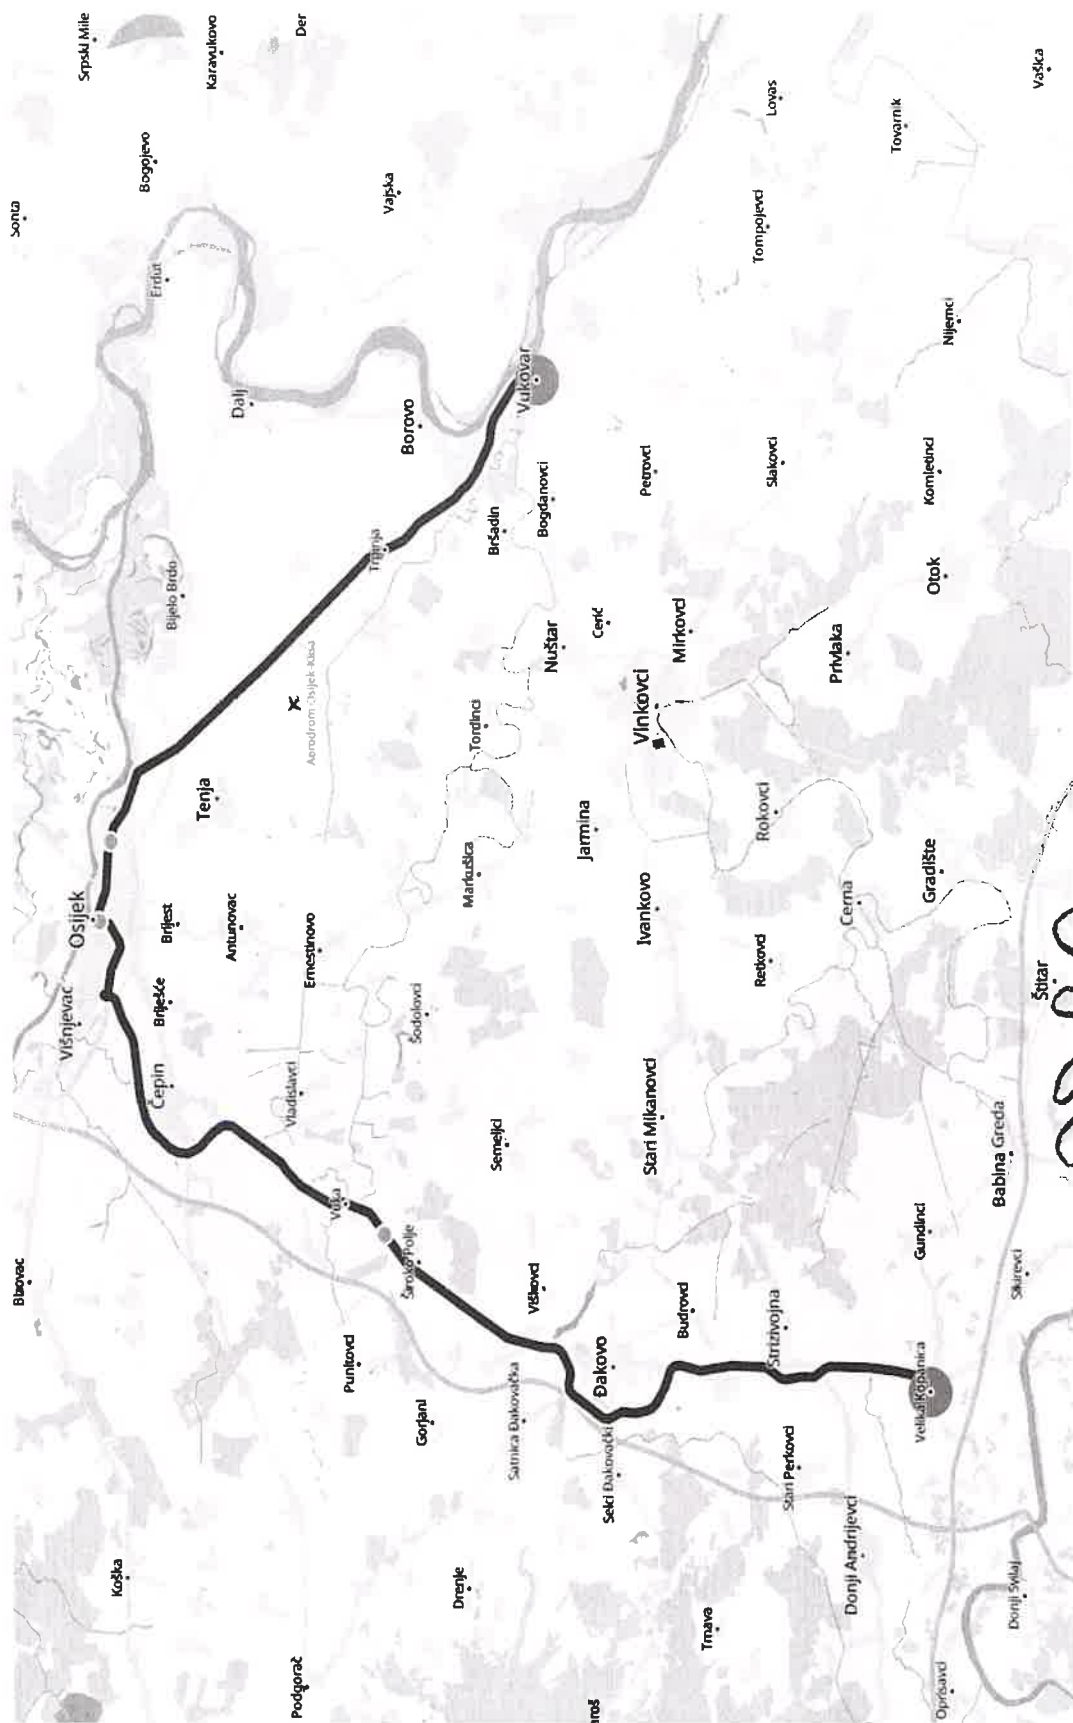 Bizovac
Sonta
Višnjevac
Osijek
Srpski Mile
Koška
Bogojevo
Čepin
Briješće
Brijest
Erdut
Bijelo Brdo
Tenja
Karavukovo
Antunovac
Dalj
Podgorač
Vladislavci
Ernestinovo
Aerodrom Osijek-Klisa
Der
Vuka
Punitovci
Trpinja
Vajska
Široko Polje
Šodolovci
Borovo
Gorjani
Drenje
Markušica
Tordinci
Semeljci
Bršadin
Satnica Đakovačka
Vukovar
Viškovci
Bogdanovci
Nuštar
Jarmina
Cerić
aroš
Đakovo
Selci Đakovački
Ivankovo
Vinkovci
Petrovci
Stari Mikanovci
Mirkovci
Budrovci
Trnava
Retkovci
Rokovci
Tompojevci
Lovas
Strizivojna
Slakovci
Stari Perkovci
Privlaka
Cerna
Donji Andrijevci
Tovarnik
Velika Kopanica
Gundinci
Gradište
Otok
Komletinci
Nijemci
Oprisavci
Babina Greda
Donji Svilaj
Sikirevci
Štitar
Vašica